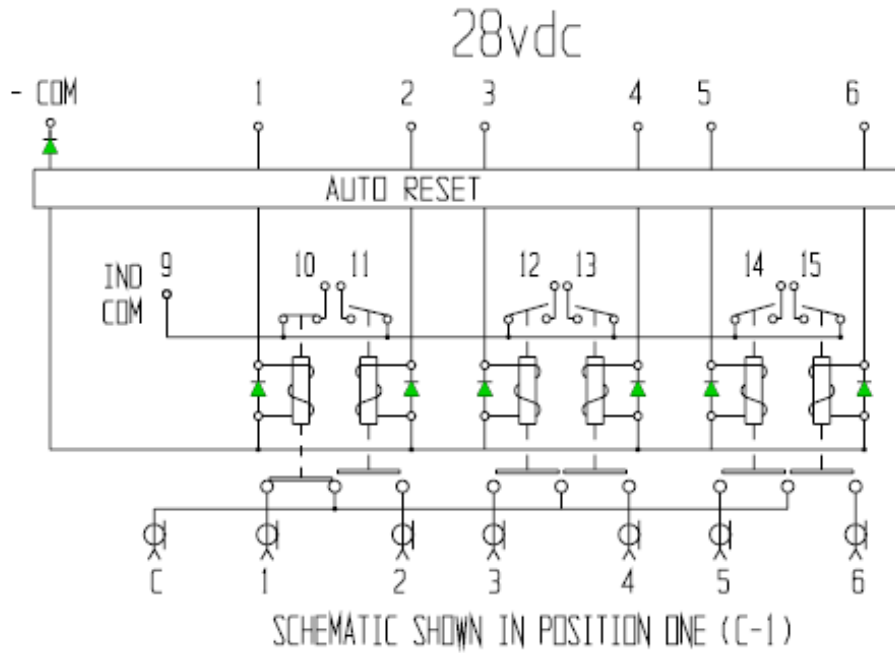 28vdc
- COM 1 2 3 4 5 6
AUTO RESET
IND 9 10 11 12 13 14 15
COM
C 1 2 3 4 5 6
SCHEMATIC SHOWN IN POSITION ONE (C-1)